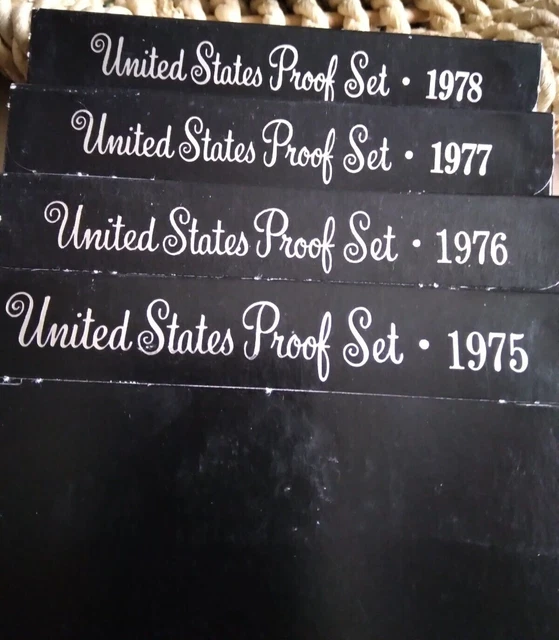 United States Proof Set · 1978
United States Proof Set · 1977
United States Proof Set · 1976
United States Proof Set · 1975